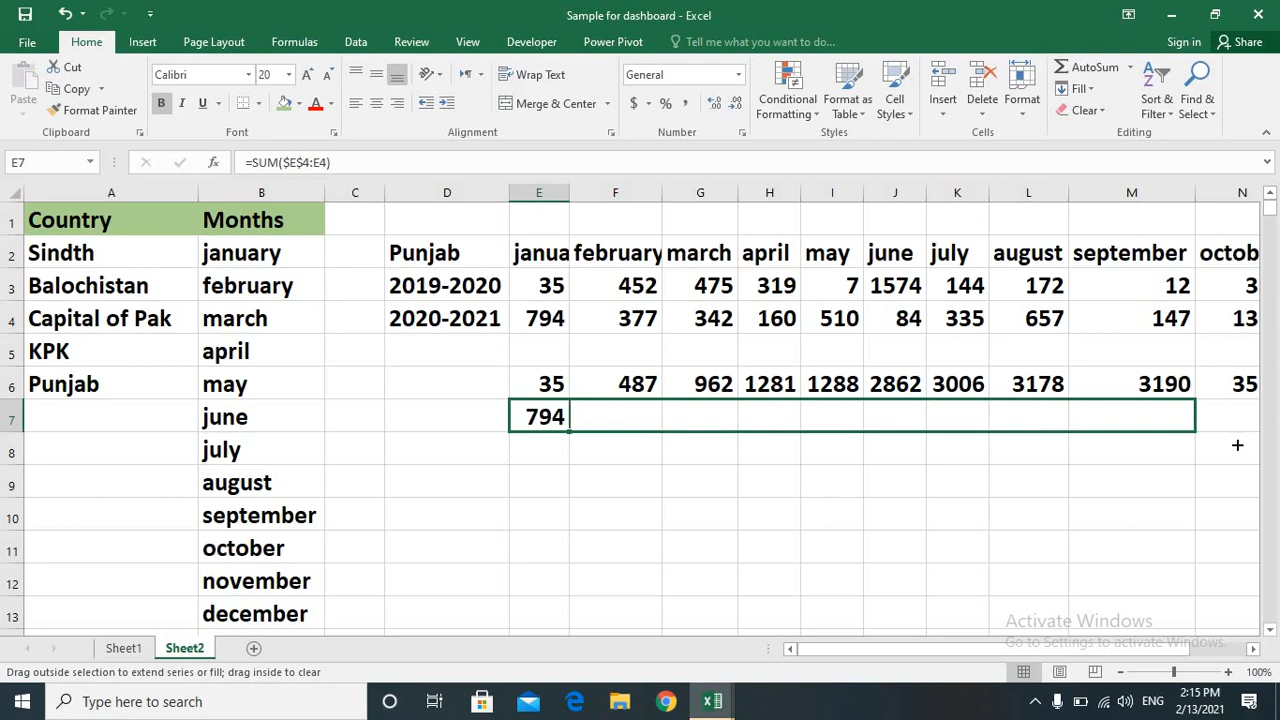 Sample for dashboard - Excel
File Home Insert Page Layout Formulas Data Review View Developer Power Pivot Tell me what you want to do... Sign in Share
Cut Calibri 20 Wrap Text General AutoSum
Paste Copy Merge & Center Conditional Formatting Format as Table Cell Styles Insert Delete Format Fill Sort & Filter Find & Select
Format Painter Clear
Clipboard Font Alignment Number Styles Cells Editing
E7 fx =SUM($E$4:E4)
A B C D E F G H I J K L M N
1 Country Months
2 Sindth january Punjab janua february march april may june july august september octob
3 Balochistan february 2019-2020 35 452 475 319 7 1574 144 172 12 3
4 Capital of Pak march 2020-2021 794 377 342 160 510 84 335 657 147 13
5 KPK april
6 Punjab may 35 487 962 1281 1288 2862 3006 3178 3190 35
7 june 794
8 july
9 august
10 september
11 october
12 november
13 december
Activate Windows
Go to Settings to activate Windows.
Sheet1 Sheet2
Drag outside selection to extend series or fill; drag inside to clear 100%
Type here to search ENG 2:15 PM
2/13/2021